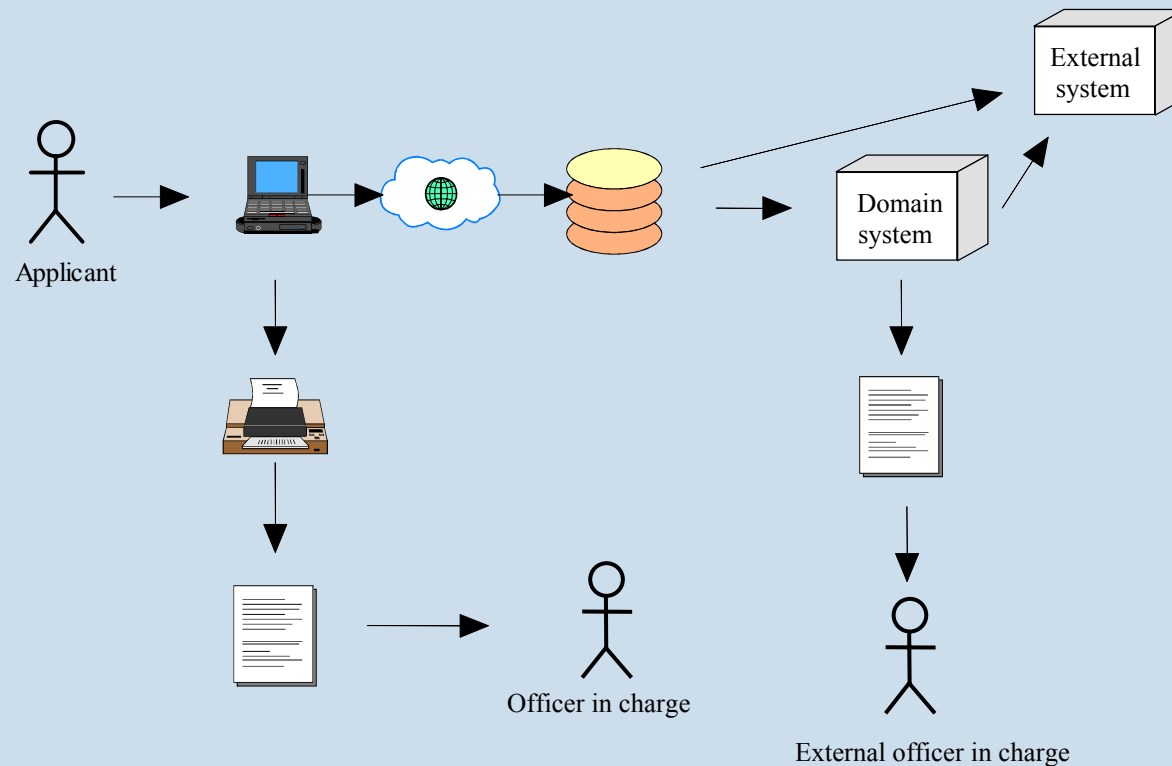 External
system
Domain
system
Applicant
Officer in charge
External officer in charge